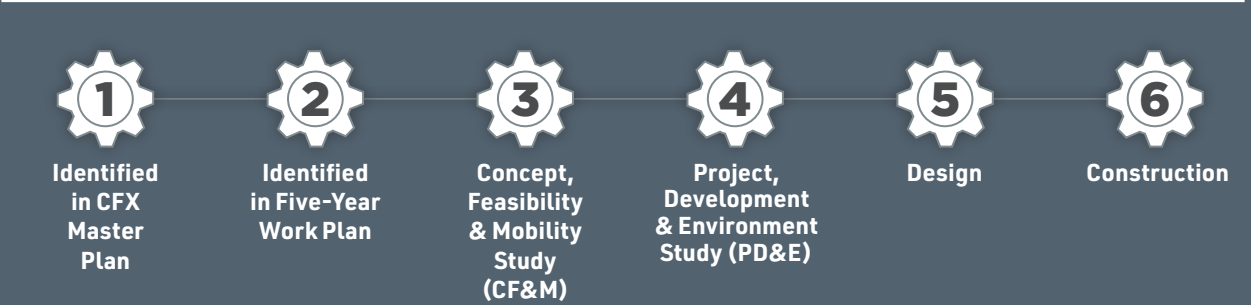 1
Identified
in CFX
Master
Plan
2
Identified
in Five-Year
Work Plan
3
Concept,
Feasibility
& Mobility
Study
(CF&M)
4
Project,
Development
& Environment
Study (PD&E)
5
Design
6
Construction